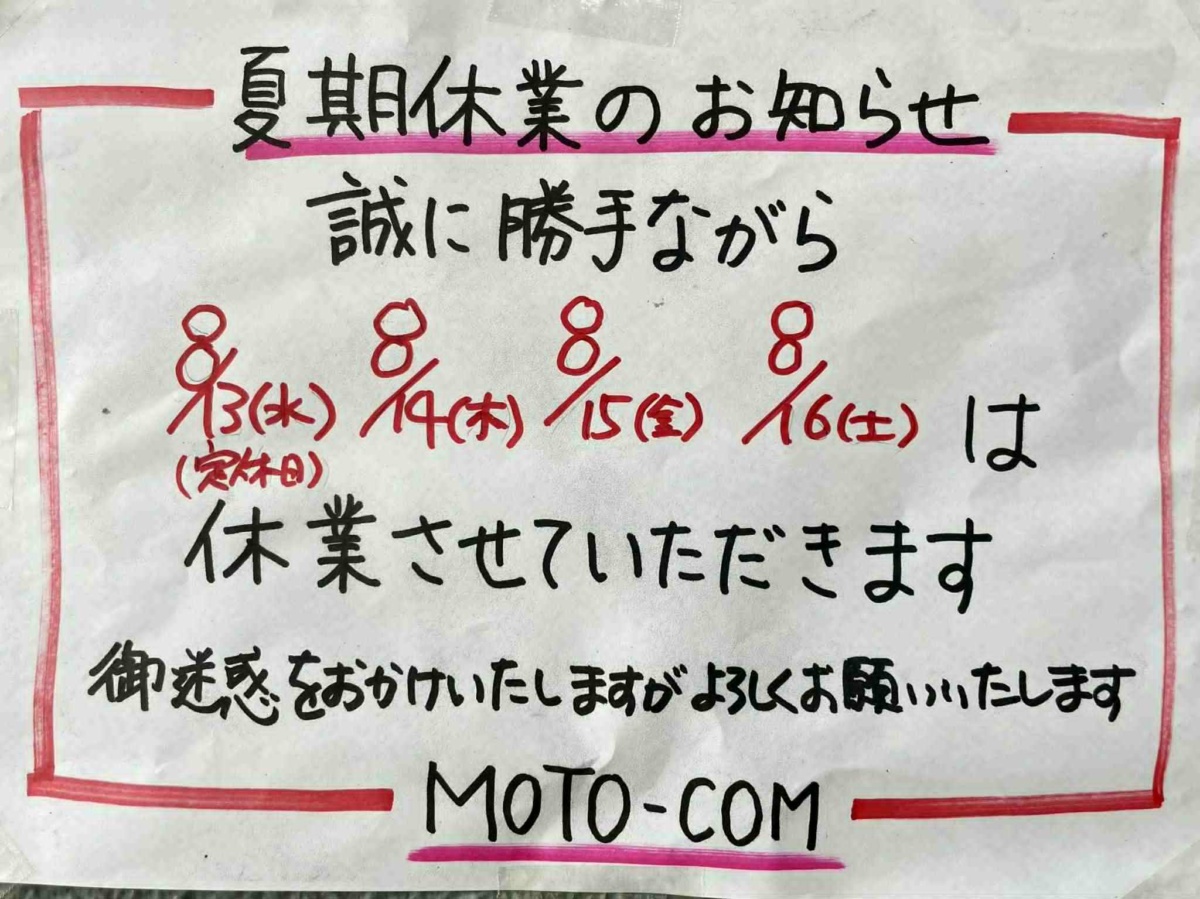 夏期休業のお知らせ
誠に勝手ながら
8/13(水) 8/14(木) 8/15(金) 8/16(土) は
(定休日)
休業させていただきます
御迷惑をおかけいたしますがよろしくお願いいたします
MOTO-COM